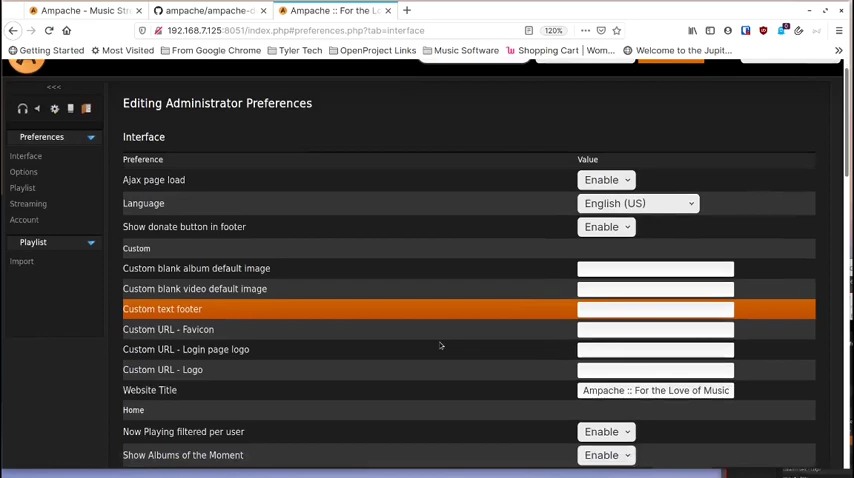 Ampache - Music Str
ampache/ampache-d
Ampache :: For the Lo
192.168.7.125:8051/index.php#preferences.php?tab=interface
120%
Getting Started
Most Visited
From Google Chrome
Tyler Tech
OpenProject Links
Music Software
Shopping Cart | Wom...
Welcome to the Jupit...
<<<
Editing Administrator Preferences
Preferences
Interface
Options
Playlist
Streaming
Account
Playlist
Import
Interface
Preference Value
Ajax page load Enable
Language English (US)
Show donate button in footer Enable
Custom
Custom blank album default image
Custom blank video default image
Custom text footer
Custom URL - Favicon
Custom URL - Login page logo
Custom URL - Logo
Website Title Ampache :: For the Love of Music
Home
Now Playing filtered per user Enable
Show Albums of the Moment Enable